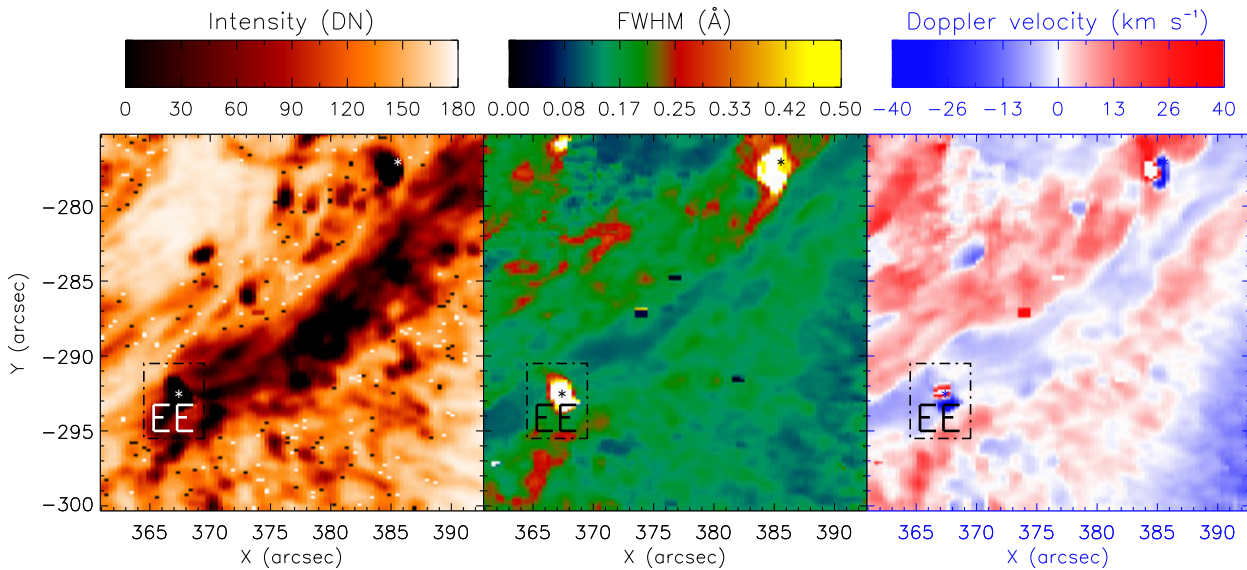 Intensity (DN) FWHM (Å) Doppler velocity (km s⁻¹)
0 30 60 90 120 150 180 0.00 0.08 0.17 0.25 0.33 0.42 0.50 −40 −26 −13 0 13 26 40
* * *
−280
−285
Y (arcsec)
−290
* * *
EE EE EE
−295
−300
365 370 375 380 385 390 365 370 375 380 385 390 365 370 375 380 385 390
X (arcsec) X (arcsec) X (arcsec)